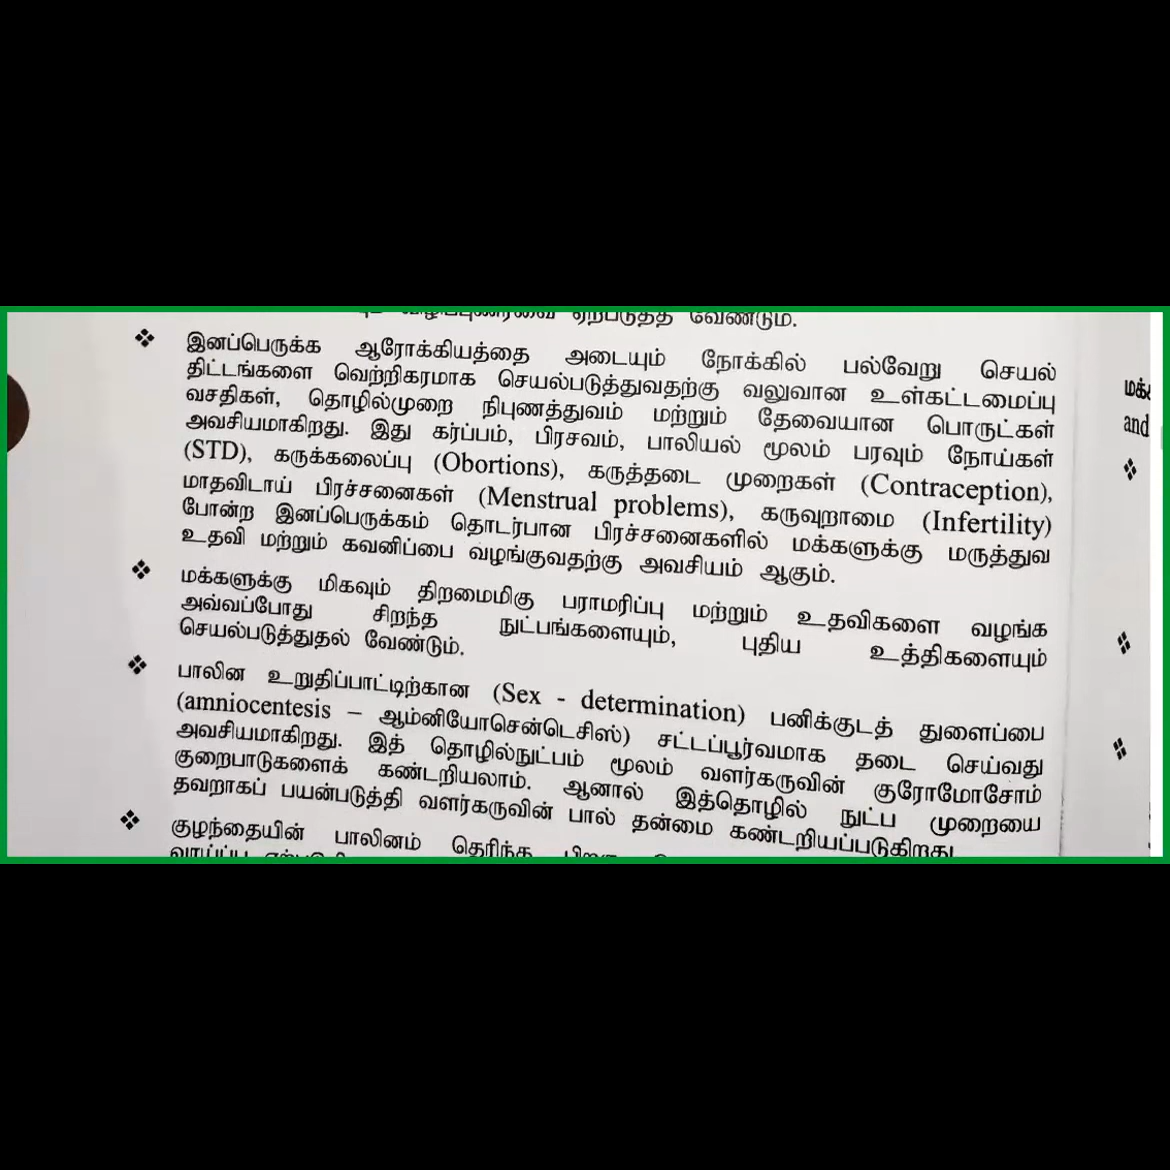 விழிப்புணர்வை ஏற்படுத்த வேண்டும்.
❖ இனப்பெருக்க ஆரோக்கியத்தை அடையும் நோக்கில் பல்வேறு செயல்
திட்டங்களை வெற்றிகரமாக செயல்படுத்துவதற்கு வலுவான உள்கட்டமைப்பு
வசதிகள், தொழில்முறை நிபுணத்துவம் மற்றும் தேவையான பொருட்கள்
அவசியமாகிறது. இது கர்ப்பம், பிரசவம், பாலியல் மூலம் பரவும் நோய்கள்
(STD), கருக்கலைப்பு (Obortions), கருத்தடை முறைகள் (Contraception),
மாதவிடாய் பிரச்சனைகள் (Menstrual problems), கருவுறாமை (Infertility)
போன்ற இனப்பெருக்கம் தொடர்பான பிரச்சனைகளில் மக்களுக்கு மருத்துவ
உதவி மற்றும் கவனிப்பை வழங்குவதற்கு அவசியம் ஆகும்.
❖ மக்களுக்கு மிகவும் திறமைமிகு பராமரிப்பு மற்றும் உதவிகளை வழங்க
அவ்வப்போது சிறந்த நுட்பங்களையும், புதிய உத்திகளையும்
செயல்படுத்துதல் வேண்டும்.
❖ பாலின உறுதிப்பாட்டிற்கான (Sex - determination) பனிக்குடத் துளைப்பை
(amniocentesis – ஆம்னியோசென்டெசிஸ்) சட்டப்பூர்வமாக தடை செய்வது
அவசியமாகிறது. இத் தொழில்நுட்பம் மூலம் வளர்கருவின் குரோமோசோம்
குறைபாடுகளைக் கண்டறியலாம். ஆனால் இத்தொழில் நுட்ப முறையை
தவறாகப் பயன்படுத்தி வளர்கருவின் பால் தன்மை கண்டறியப்படுகிறது.
❖ குழந்தையின் பாலினம் தெரிந்த பிறகு
and